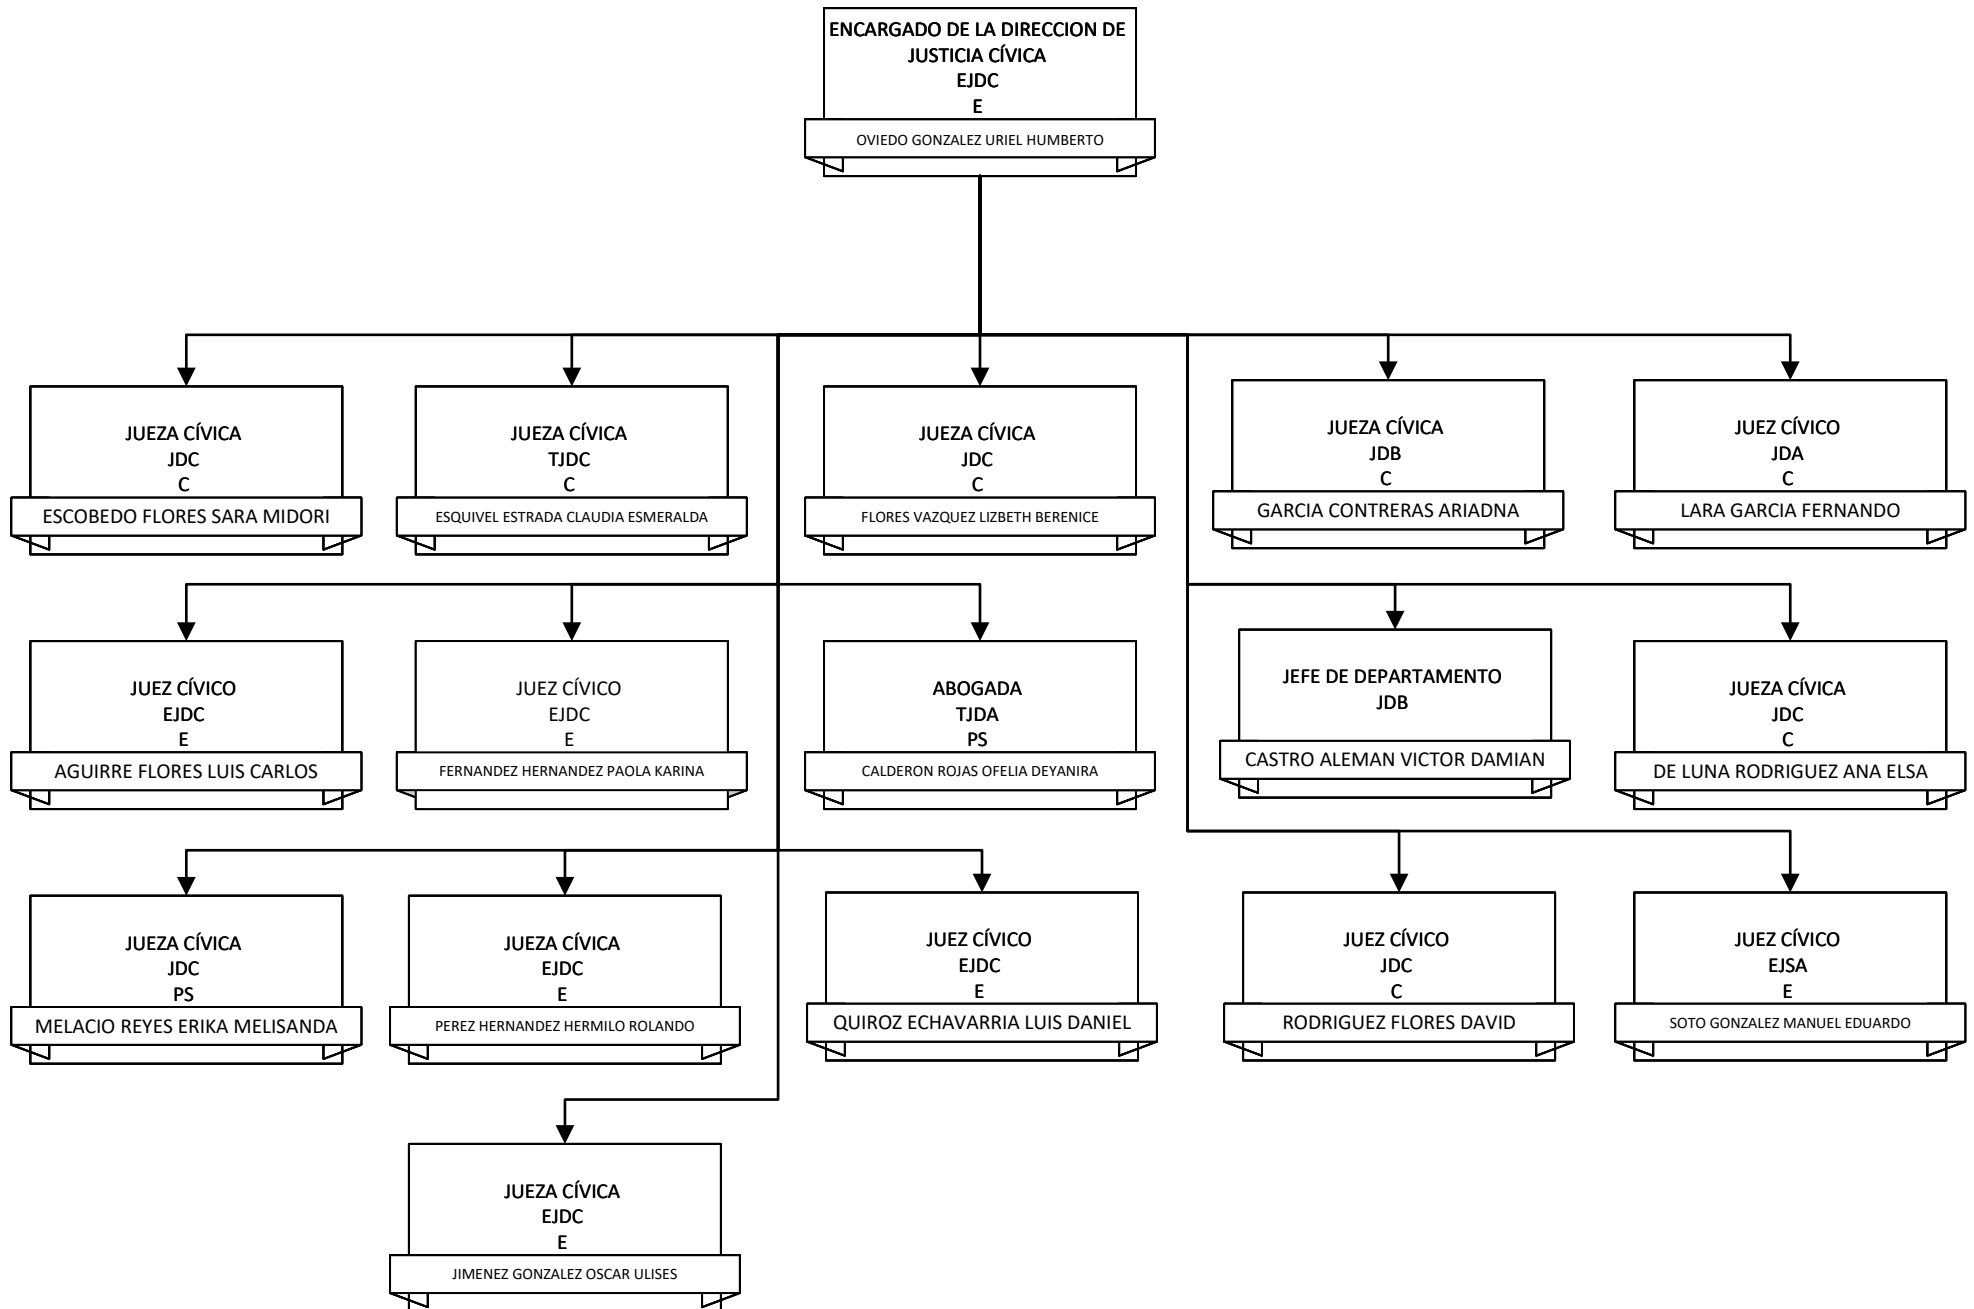 ENCARGADO DE LA DIRECCION DE
JUSTICIA CÍVICA
EJDC
E
OVIEDO GONZALEZ URIEL HUMBERTO
JUEZA CÍVICA
JDC
C
ESCOBEDO FLORES SARA MIDORI
JUEZA CÍVICA
TJDC
C
ESQUIVEL ESTRADA CLAUDIA ESMERALDA
JUEZA CÍVICA
JDC
C
FLORES VAZQUEZ LIZBETH BERENICE
JUEZA CÍVICA
JDB
C
GARCIA CONTRERAS ARIADNA
JUEZ CÍVICO
JDA
C
LARA GARCIA FERNANDO
JUEZ CÍVICO
EJDC
E
AGUIRRE FLORES LUIS CARLOS
JUEZ CÍVICO
EJDC
E
FERNANDEZ HERNANDEZ PAOLA KARINA
ABOGADA
TJDA
PS
CALDERON ROJAS OFELIA DEYANIRA
JEFE DE DEPARTAMENTO
JDB
CASTRO ALEMAN VICTOR DAMIAN
JUEZA CÍVICA
JDC
C
DE LUNA RODRIGUEZ ANA ELSA
JUEZA CÍVICA
JDC
PS
MELACIO REYES ERIKA MELISANDA
JUEZA CÍVICA
EJDC
E
PEREZ HERNANDEZ HERMILO ROLANDO
JUEZ CÍVICO
EJDC
E
QUIROZ ECHAVARRIA LUIS DANIEL
JUEZ CÍVICO
JDC
C
RODRIGUEZ FLORES DAVID
JUEZ CÍVICO
EJSA
E
SOTO GONZALEZ MANUEL EDUARDO
JUEZA CÍVICA
EJDC
E
JIMENEZ GONZALEZ OSCAR ULISES